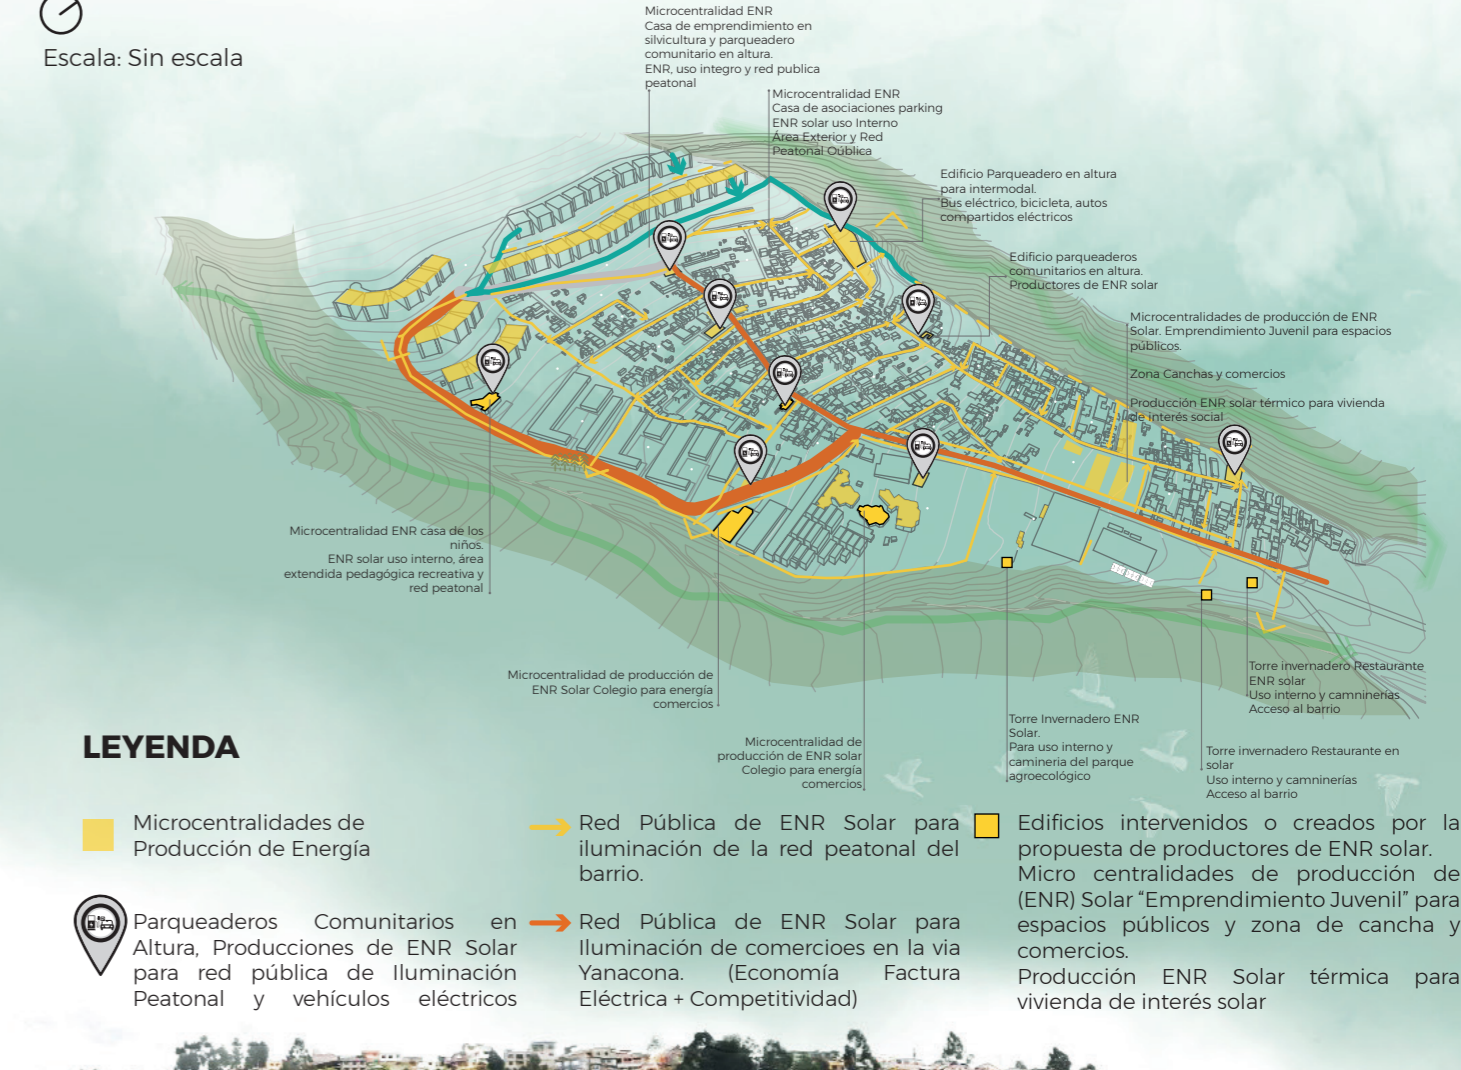 Escala: Sin escala
Microcentralidad ENR
Casa de emprendimiento en
silvicultura y parqueadero
comunitario en altura.
ENR, uso integro y red publica
peatonal
Microcentralidad ENR
Casa de asociaciones parking
ENR solar uso Interno
Área Exterior y Red
Peatonal Oública
Edificio Parqueadero en altura
para intermodal.
Bus eléctrico, bicicleta, autos
compartidos eléctricos
Edificio parqueaderos
comunitarios en altura.
Productores de ENR solar
Microcentralidades de producción de ENR
Solar. Emprendimiento Juvenil para espacios
públicos.
Zona Canchas y comercios
Producción ENR solar térmico para vivienda
de interés social
Microcentralidad ENR casa de los
niños.
ENR solar uso interno, área
extendida pedagógica recreativa y
red peatonal
Microcentralidad de producción de
ENR Solar Colegio para energía
comercios
Microcentralidad de
producción de ENR solar
Colegio para energía
comercios
Torre Invernadero ENR
Solar.
Para uso interno y
camineria del parque
agroecológico
Torre invernadero Restaurante
ENR solar
Uso interno y camninerías
Acceso al barrio
Torre invernadero Restaurante en
solar
Uso interno y camninerías
Acceso al barrio
LEYENDA
Microcentralidades de
Producción de Energía
Parqueaderos Comunitarios en
Altura, Producciones de ENR Solar
para red pública de Iluminación
Peatonal y vehículos eléctricos
Red Pública de ENR Solar para
iluminación de la red peatonal del
barrio.
Red Pública de ENR Solar para
Iluminación de comercioes en la via
Yanacona. (Economía Factura
Eléctrica + Competitividad)
Edificios intervenidos o creados por la
propuesta de productores de ENR solar.
Micro centralidades de producción de
(ENR) Solar “Emprendimiento Juvenil” para
espacios públicos y zona de cancha y
comercios.
Producción ENR Solar térmica para
vivienda de interés solar